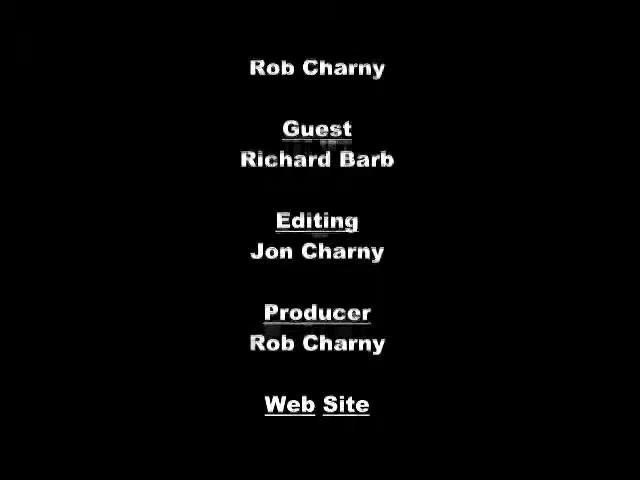 Rob Charny
Guest
Richard Barb
Editing
Jon Charny
Producer
Rob Charny
Web Site